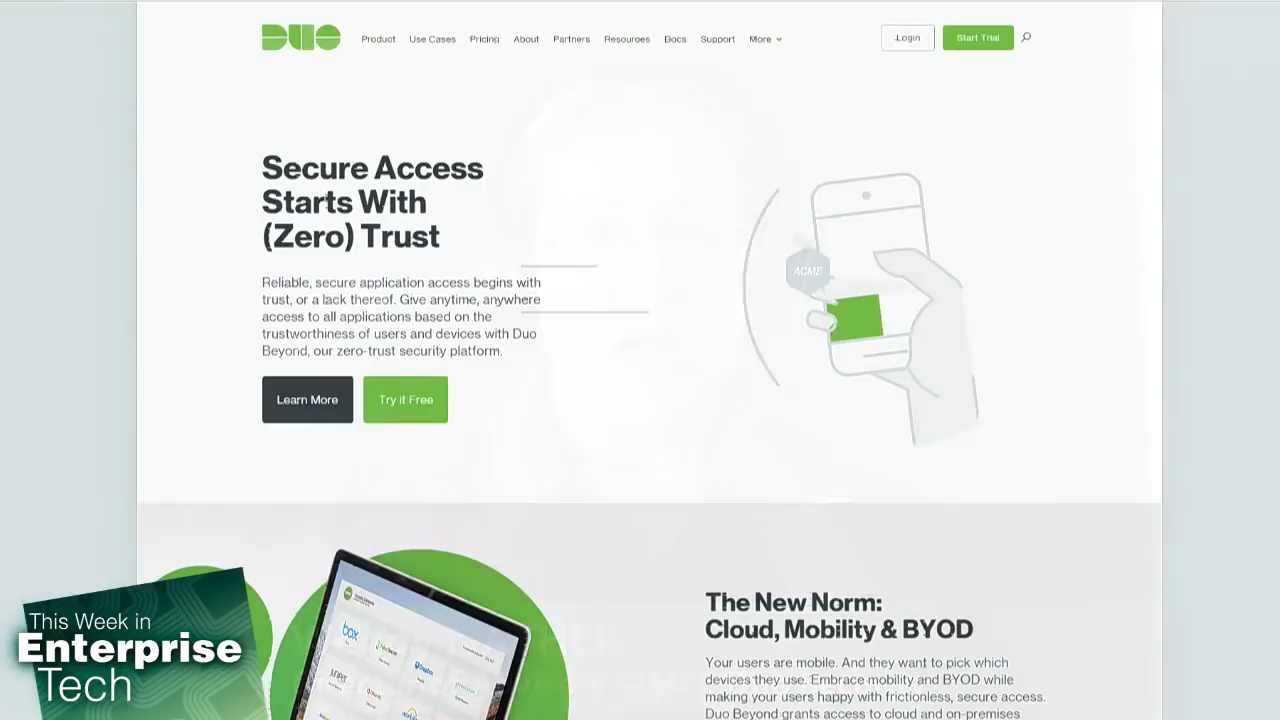 DUO
Product Use Cases Pricing About Partners Resources Docs Support More
Login Start Trial
Secure Access
Starts With
(Zero) Trust
Reliable, secure application access begins with
trust, or a lack thereof. Give anytime, anywhere
access to all applications based on the
trustworthiness of users and devices with Duo
Beyond, our zero-trust security platform.
Learn More Try it Free
ACME
box
The New Norm:
Cloud, Mobility & BYOD
Your users are mobile. And they want to pick which
devices they use. Embrace mobility and BYOD while
making your users happy with frictionless, secure access.
Duo Beyond grants access to cloud and on-premises
This Week in
Enterprise
Tech